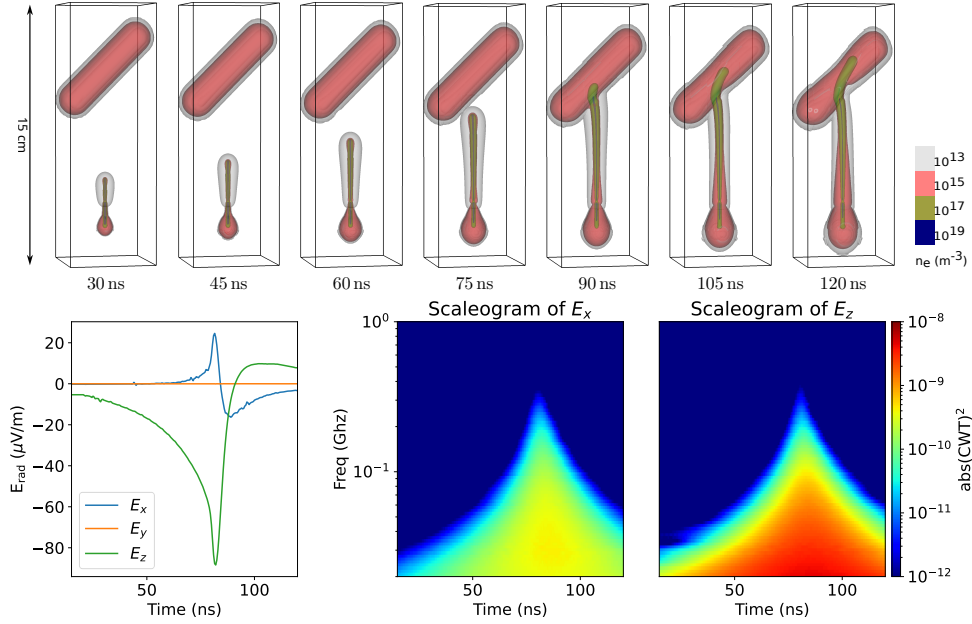 15 cm
30 ns 45 ns 60 ns 75 ns 90 ns 105 ns 120 ns
10^13
10^15
10^17
10^19
n_e (m^-3)
20
0
−20
−40
−60
−80
E_rad (μV/m)
E_x
E_y
E_z
50 100
Time (ns)
Scaleogram of E_x
10^0
10^-1
Freq (Ghz)
50 100
Time (ns)
Scaleogram of E_z
50 100
Time (ns)
10^-8
10^-9
10^-10
10^-11
10^-12
abs(CWT)^2